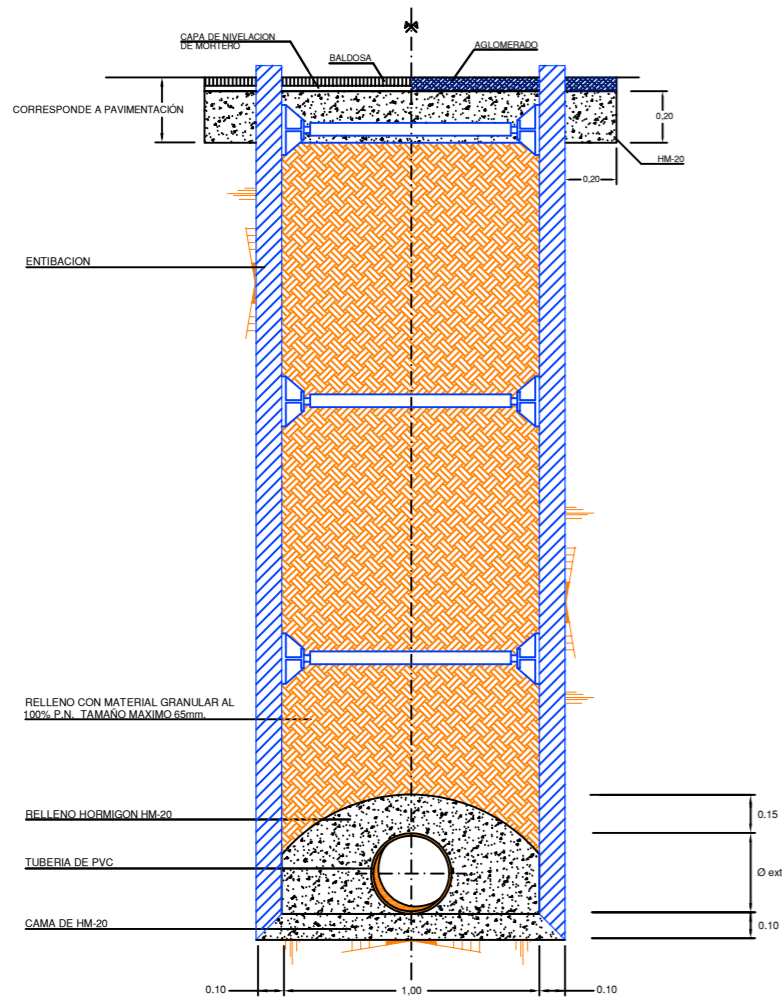 CAPA DE NIVELACION
DE MORTERO
BALDOSA
AGLOMERADO
CORRESPONDE A PAVIMENTACIÓN
0,20
HM-20
0,20
ENTIBACION
RELLENO CON MATERIAL GRANULAR AL
100% P.N. TAMAÑO MAXIMO 65mm.
RELLENO HORMIGON HM-20
0.15
TUBERIA DE PVC
Ø ext
CAMA DE HM-20
0.10
0.10
1,00
0.10